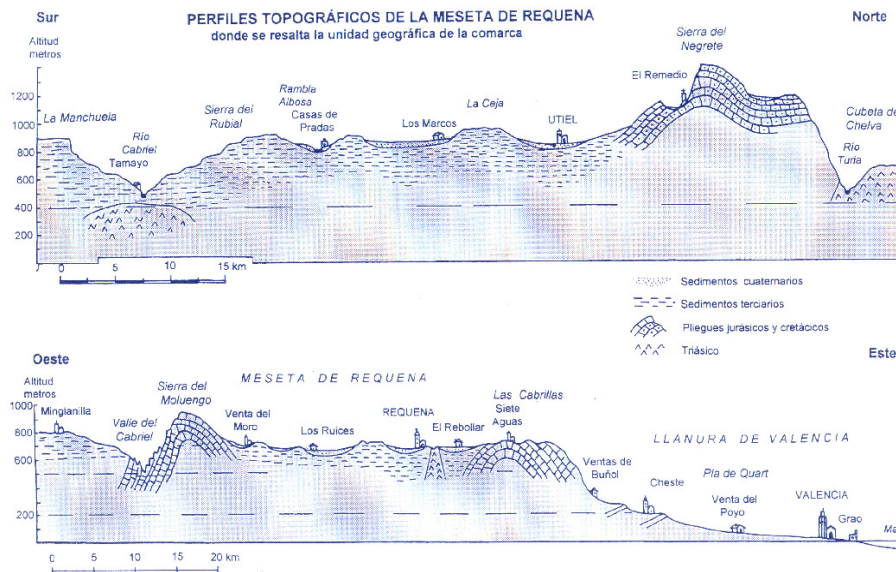 Sur
PERFILES TOPOGRÁFICOS DE LA MESETA DE REQUENA
Norte
donde se resalta la unidad geográfica de la comarca
Altitud
metros
Sierra del
Negrete
1200
1000
800
600
400
200
La Manchuela
Río
Cabriel
Tamayo
Sierra del
Rubial
Rambla
Albosa
Casas de
Pradas
Los Marcos
La Ceja
UTIEL
El Remedio
Cubeta de
Chelva
Río
Turia
0 5 10 15 km
Sedimentos cuaternarios
Sedimentos terciarios
Pliegues jurásicos y cretácicos
Triásico
Oeste
Este
MESETA DE REQUENA
Altitud
metros
1000
800
600
200
Minglanilla
Valle del
Cabriel
Sierra del
Moluengo
Venta del
Moro
Los Ruices
REQUENA
El Rebollar
Las Cabrillas
Siete
Aguas
LLANURA DE VALENCIA
Ventas de
Buñol
Cheste
Pla de Quart
Venta del
Poyo
VALENCIA
Grao
0 5 10 15 20 km